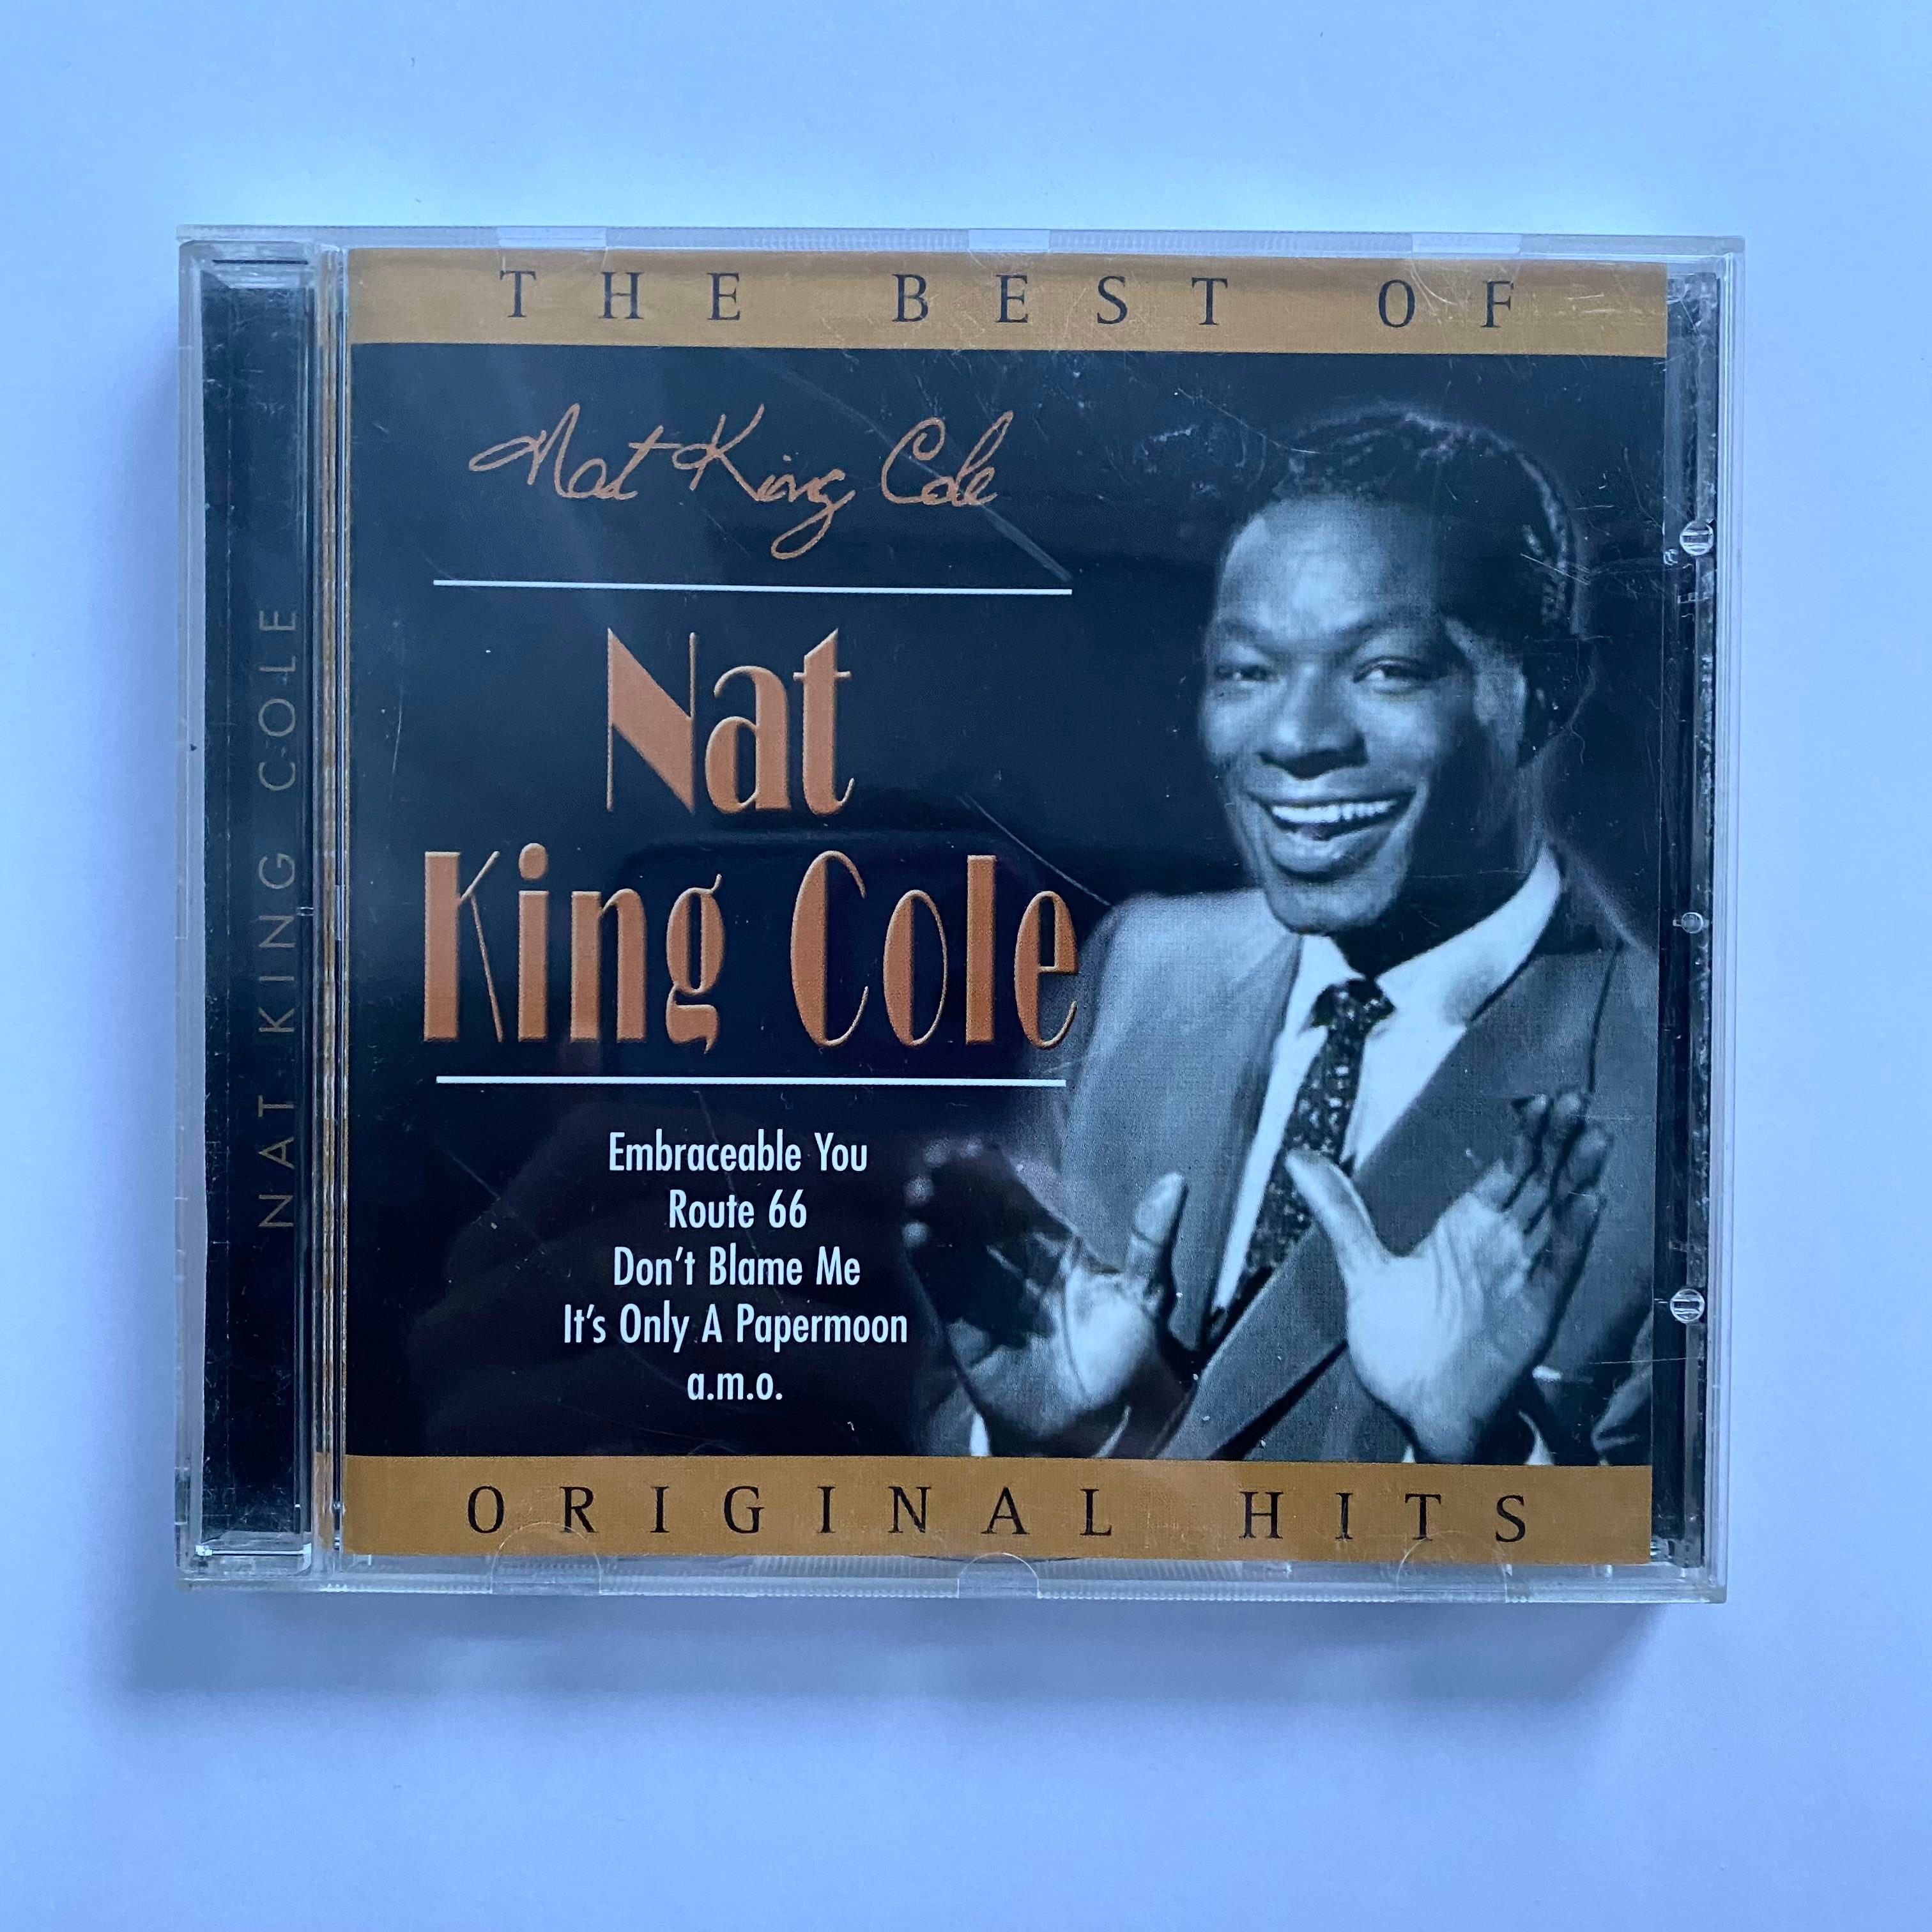 THE BEST OF
Nat King Cole
Nat
King Cole
Embraceable You
Route 66
Don't Blame Me
It's Only A Papermoon
a.m.o.
ORIGINAL HITS
NAT KING COLE